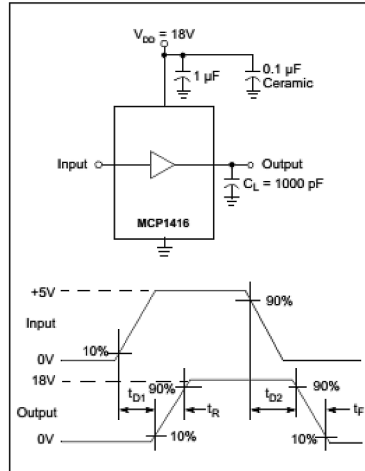 V_DD = 18V
1 µF
0.1 µF
Ceramic
Input
Output
C_L = 1000 pF
MCP1416
+5V
Input
0V
10%
90%
18V
Output
0V
90%
t_D1
t_R
10%
t_D2
90%
t_F
10%